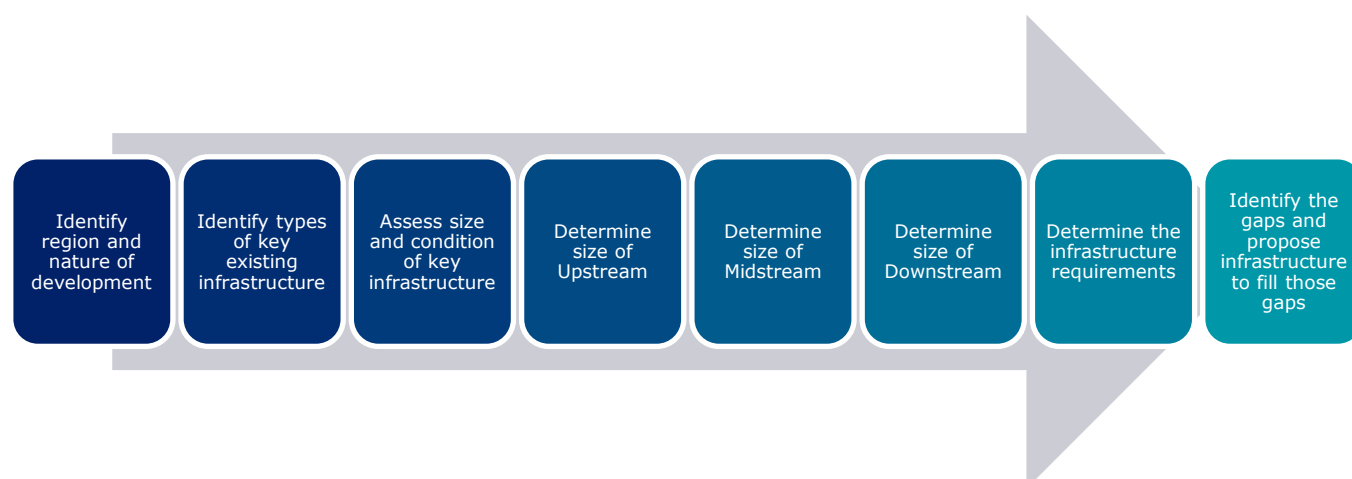 Identify
region and
nature of
development
Identify types
of key
existing
infrastructure
Assess size
and condition
of key
infrastructure
Determine
size of
Upstream
Determine
size of
Midstream
Determine
size of
Downstream
Determine the
infrastructure
requirements
Identify the
gaps and
propose
infrastructure
to fill those
gaps